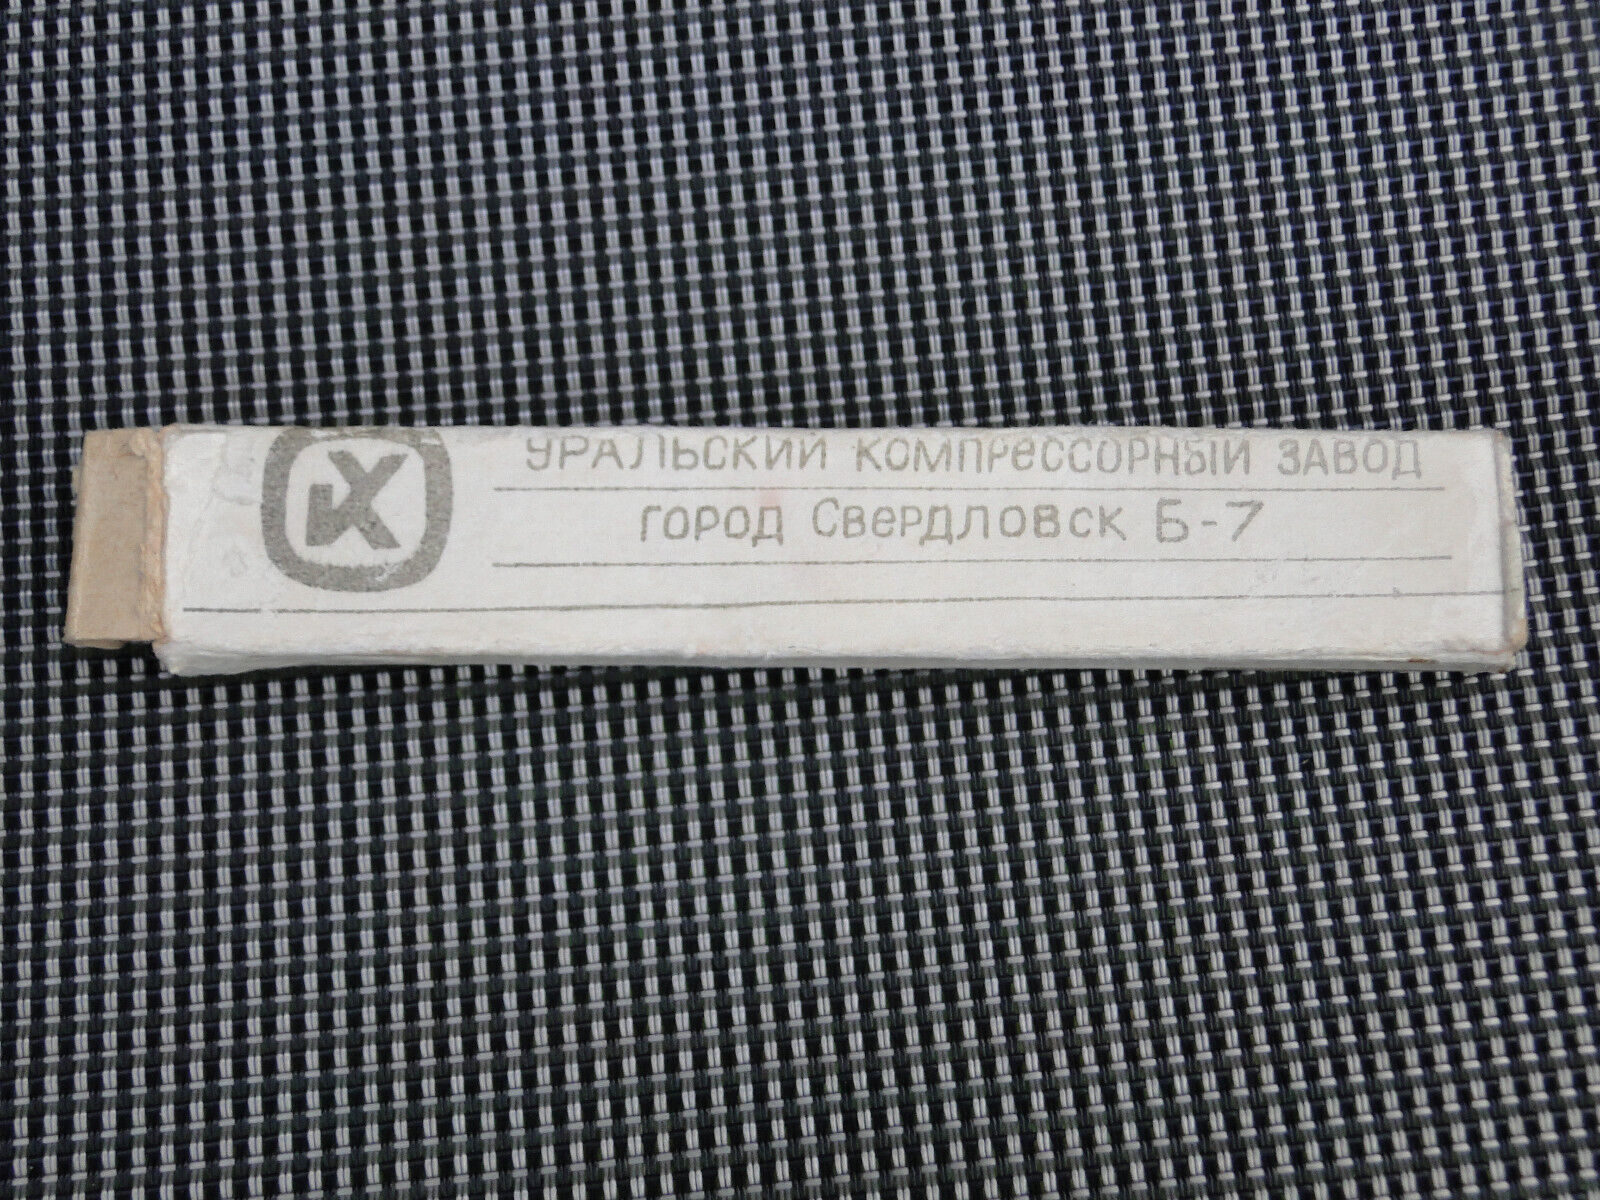 УРАЛЬСКИЙ КОМПРЕССОРНЫЙ ЗАВОД
ГОРОД СВЕРДЛОВСК Б-7